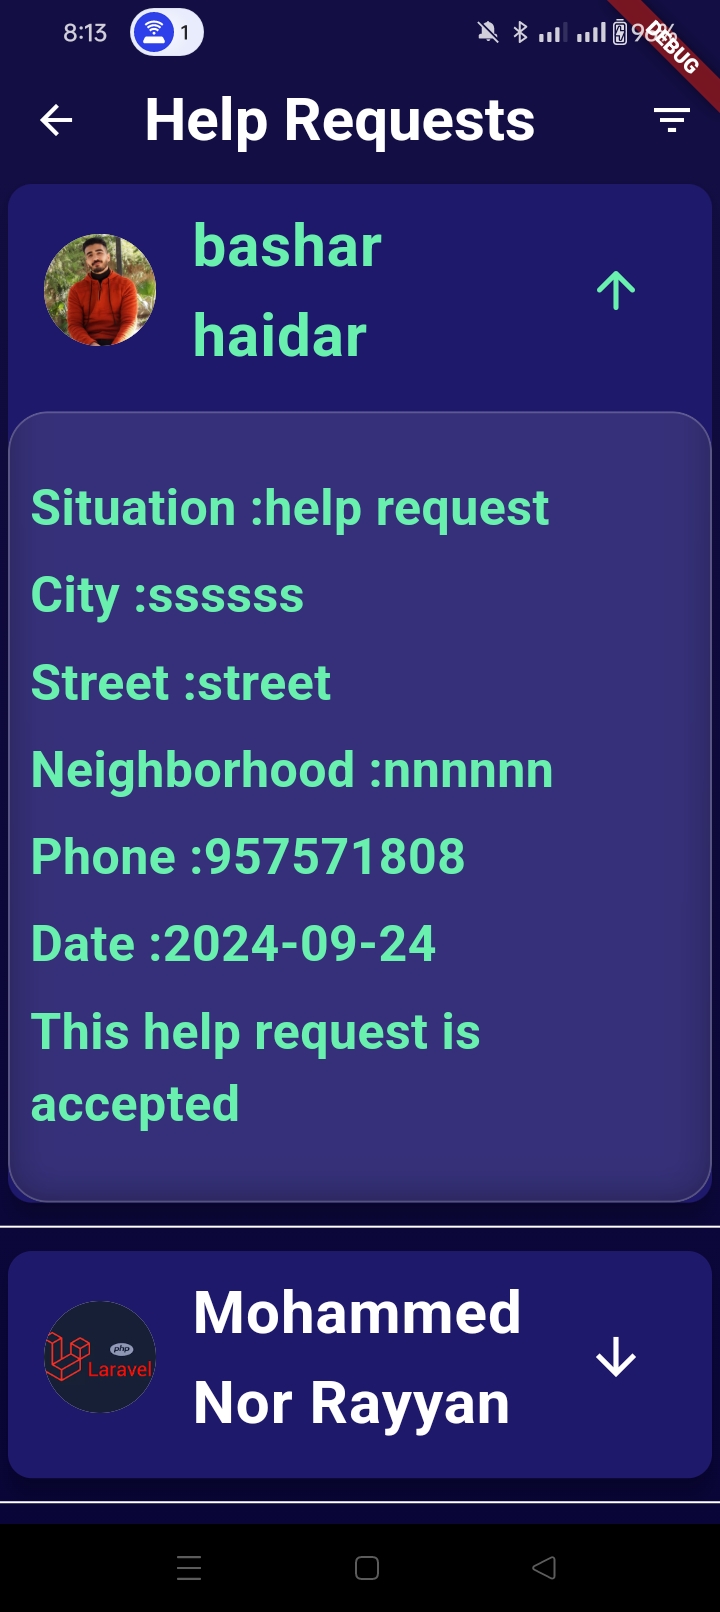 8:13
1
DEBUG
Help Requests
bashar
haidar
Situation :help request
City :ssssss
Street :street
Neighborhood :nnnnnn
Phone :957571808
Date :2024-09-24
This help request is
accepted
Mohammed
Nor Rayyan
php
Laravel